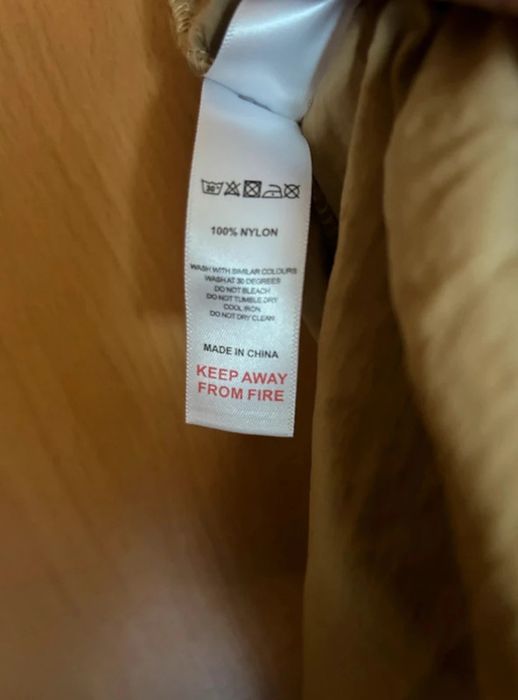 30°
100% NYLON
WASH WITH SIMILAR COLOURS
WASH AT 30 DEGREES
DO NOT BLEACH
DO NOT TUMBLE DRY
COOL IRON
DO NOT DRY CLEAN
MADE IN CHINA
KEEP AWAY
FROM FIRE